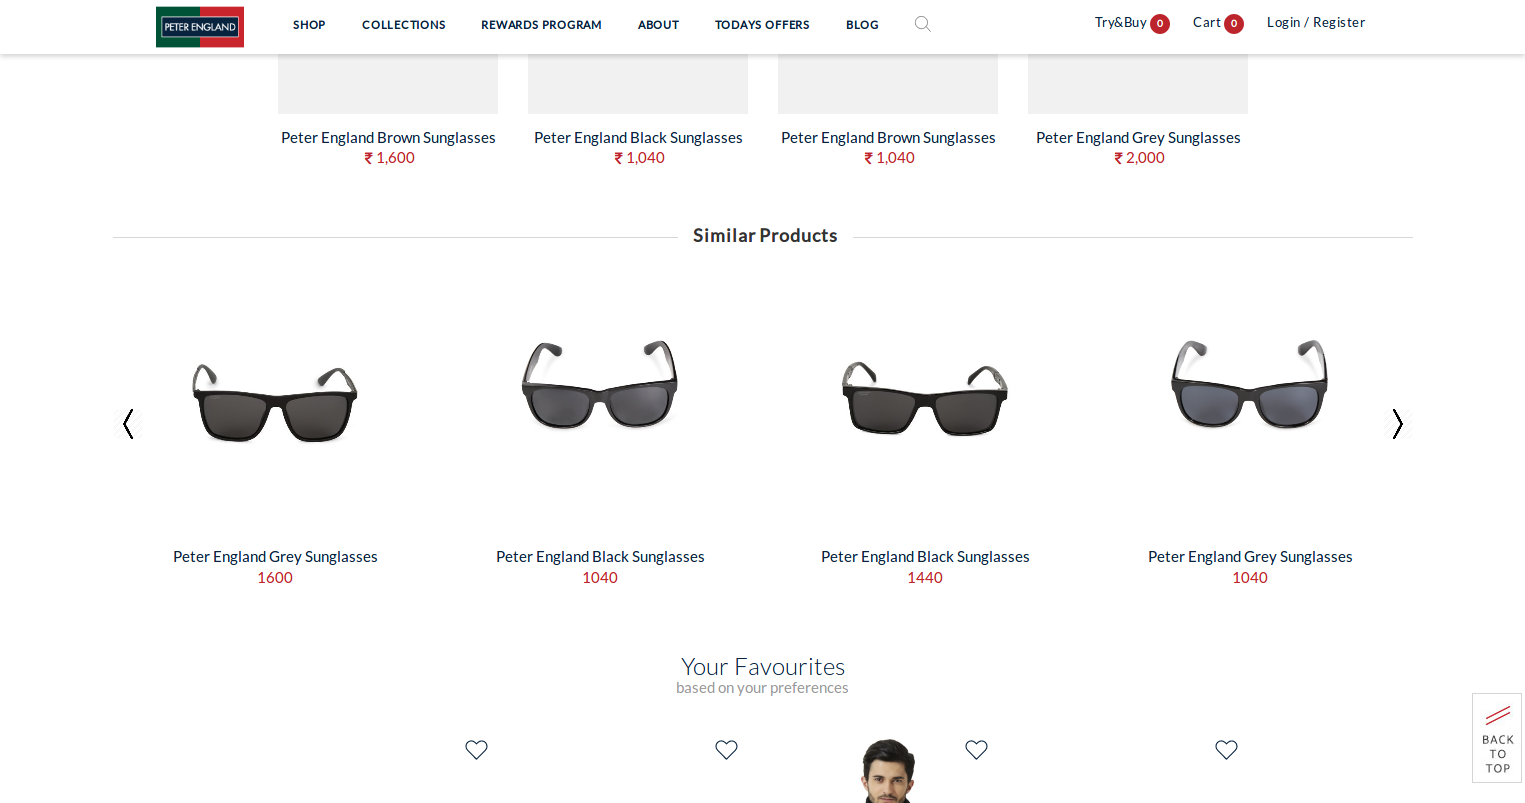 PETER ENGLAND
SHOP COLLECTIONS REWARDS PROGRAM ABOUT TODAYS OFFERS BLOG
Try&Buy 0 Cart 0 Login / Register
Peter England Brown Sunglasses
₹ 1,600
Peter England Black Sunglasses
₹ 1,040
Peter England Brown Sunglasses
₹ 1,040
Peter England Grey Sunglasses
₹ 2,000
Similar Products
Peter England Grey Sunglasses
1600
Peter England Black Sunglasses
1040
Peter England Black Sunglasses
1440
Peter England Grey Sunglasses
1040
Your Favourites
based on your preferences
BACK
TO
TOP